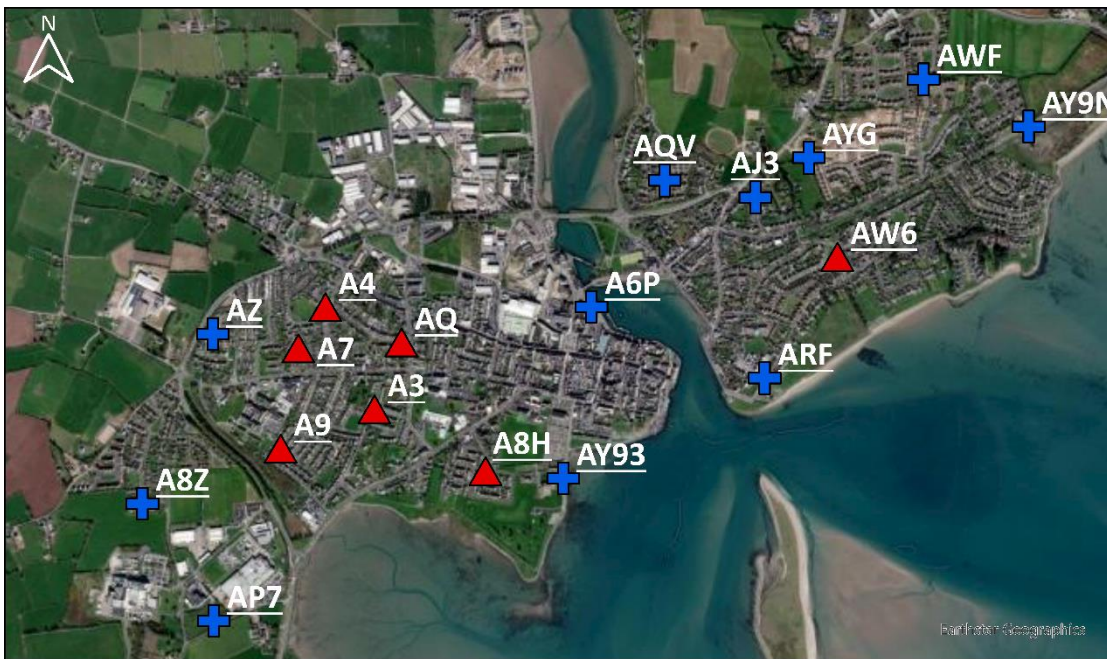 N
AWF
AY9N
AYG
AQV
AJ3
AW6
A4
A6P
AZ
AQ
A7
ARF
A3
A9
A8H
AY93
A8Z
AP7
Earthstar Geographics